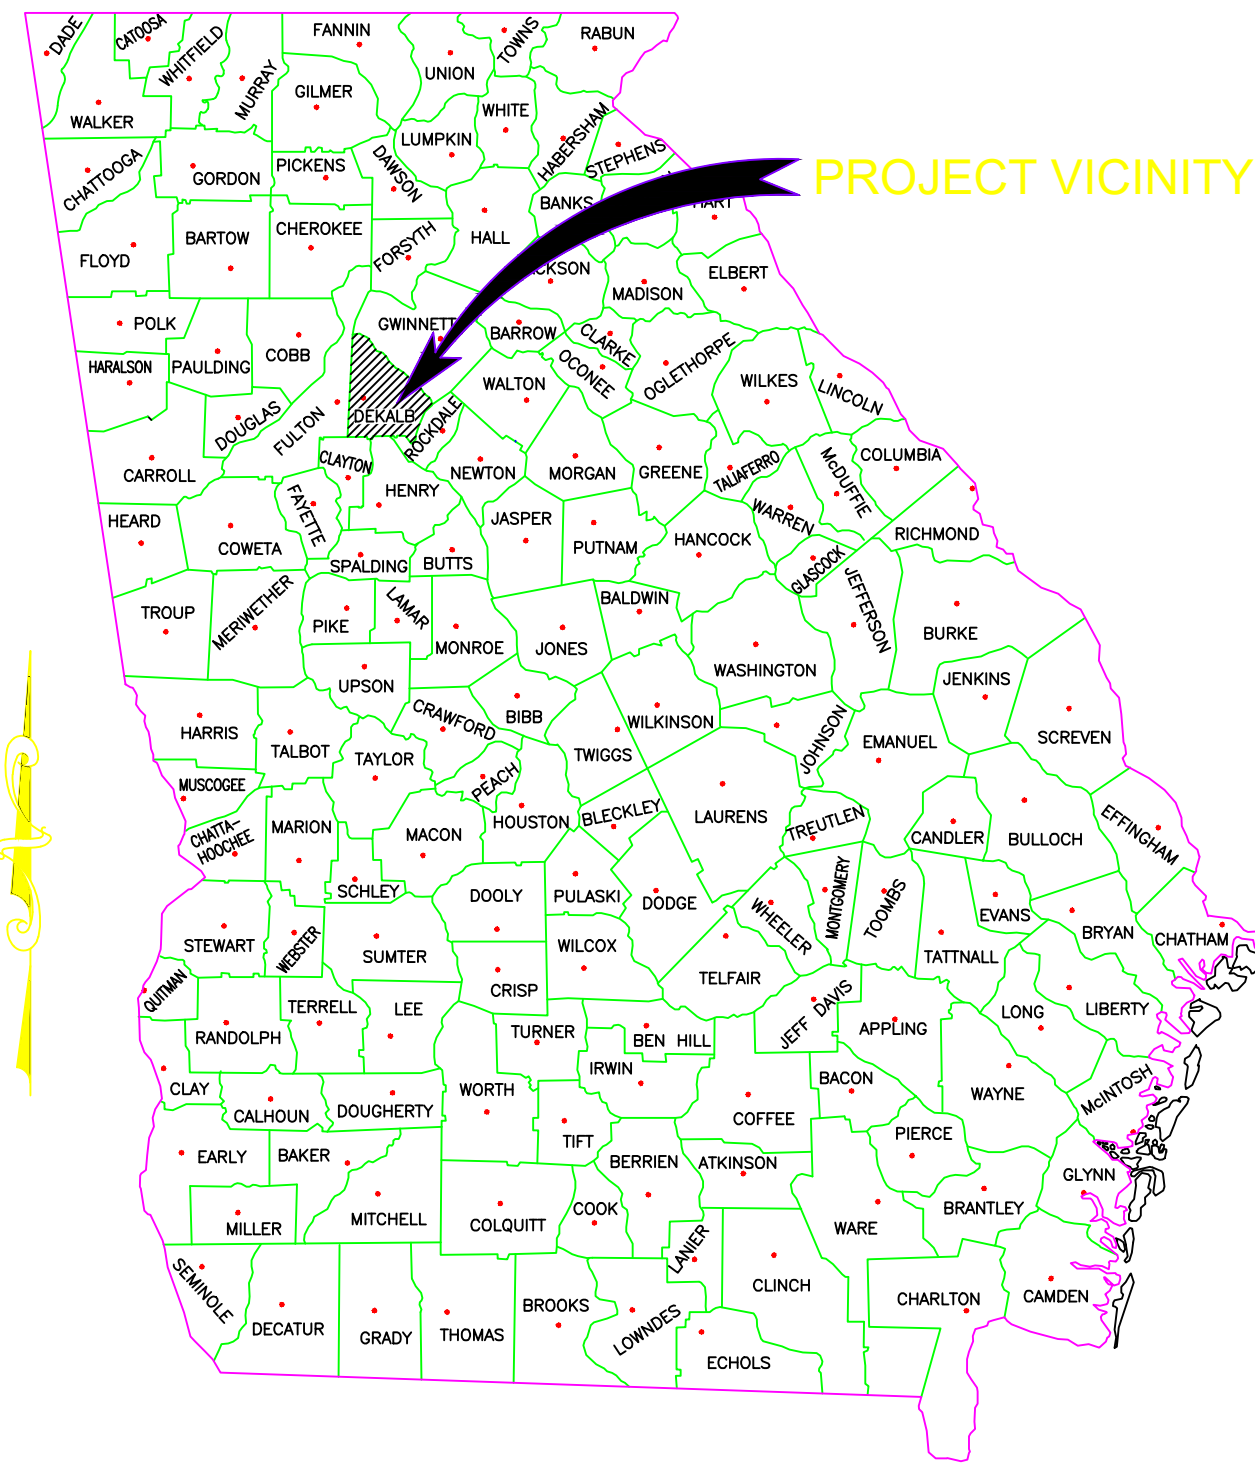 DADE
CATOOSA
WHITFIELD
MURRAY
FANNIN
UNION
TOWNS
RABUN
WALKER
GILMER
LUMPKIN
WHITE
HABERSHAM
STEPHENS
CHATTOOGA
GORDON
PICKENS
DAWSON
BANKS
HART
PROJECT VICINITY
FLOYD
BARTOW
CHEROKEE
FORSYTH
HALL
CKSON
MADISON
ELBERT
POLK
HARALSON
PAULDING
COBB
GWINNETT
BARROW
CLARKE
OCONEE
OGLETHORPE
WILKES
LINCOLN
DOUGLAS
FULTON
DEKALB
ROCKDALE
WALTON
CARROLL
CLAYTON
HENRY
NEWTON
MORGAN
GREENE
TALIAFERRO
McDUFFIE
COLUMBIA
HEARD
COWETA
FAYETTE
SPALDING
BUTTS
JASPER
PUTNAM
HANCOCK
WARREN
GLASCOCK
RICHMOND
TROUP
MERIWETHER
PIKE
LAMAR
MONROE
JONES
BALDWIN
WASHINGTON
JEFFERSON
BURKE
JENKINS
SCREVEN
HARRIS
TALBOT
UPSON
CRAWFORD
BIBB
TWIGGS
WILKINSON
JOHNSON
EMANUEL
MUSCOGEE
CHATTA–
HOOCHEE
MARION
TAYLOR
MACON
PEACH
HOUSTON
BLECKLEY
LAURENS
TREUTLEN
CANDLER
BULLOCH
EFFINGHAM
SCHLEY
DOOLY
PULASKI
DODGE
WHEELER
MONTGOMERY
TOOMBS
EVANS
BRYAN
CHATHAM
STEWART
WEBSTER
SUMTER
CRISP
WILCOX
TELFAIR
TATTNALL
QUITMAN
RANDOLPH
TERRELL
LEE
TURNER
BEN HILL
JEFF DAVIS
APPLING
LONG
LIBERTY
CLAY
CALHOUN
DOUGHERTY
WORTH
IRWIN
COFFEE
BACON
WAYNE
McINTOSH
EARLY
BAKER
TIFT
BERRIEN
ATKINSON
PIERCE
MILLER
MITCHELL
COLQUITT
COOK
LANIER
WARE
BRANTLEY
GLYNN
SEMINOLE
DECATUR
GRADY
THOMAS
BROOKS
LOWNDES
CLINCH
ECHOLS
CHARLTON
CAMDEN